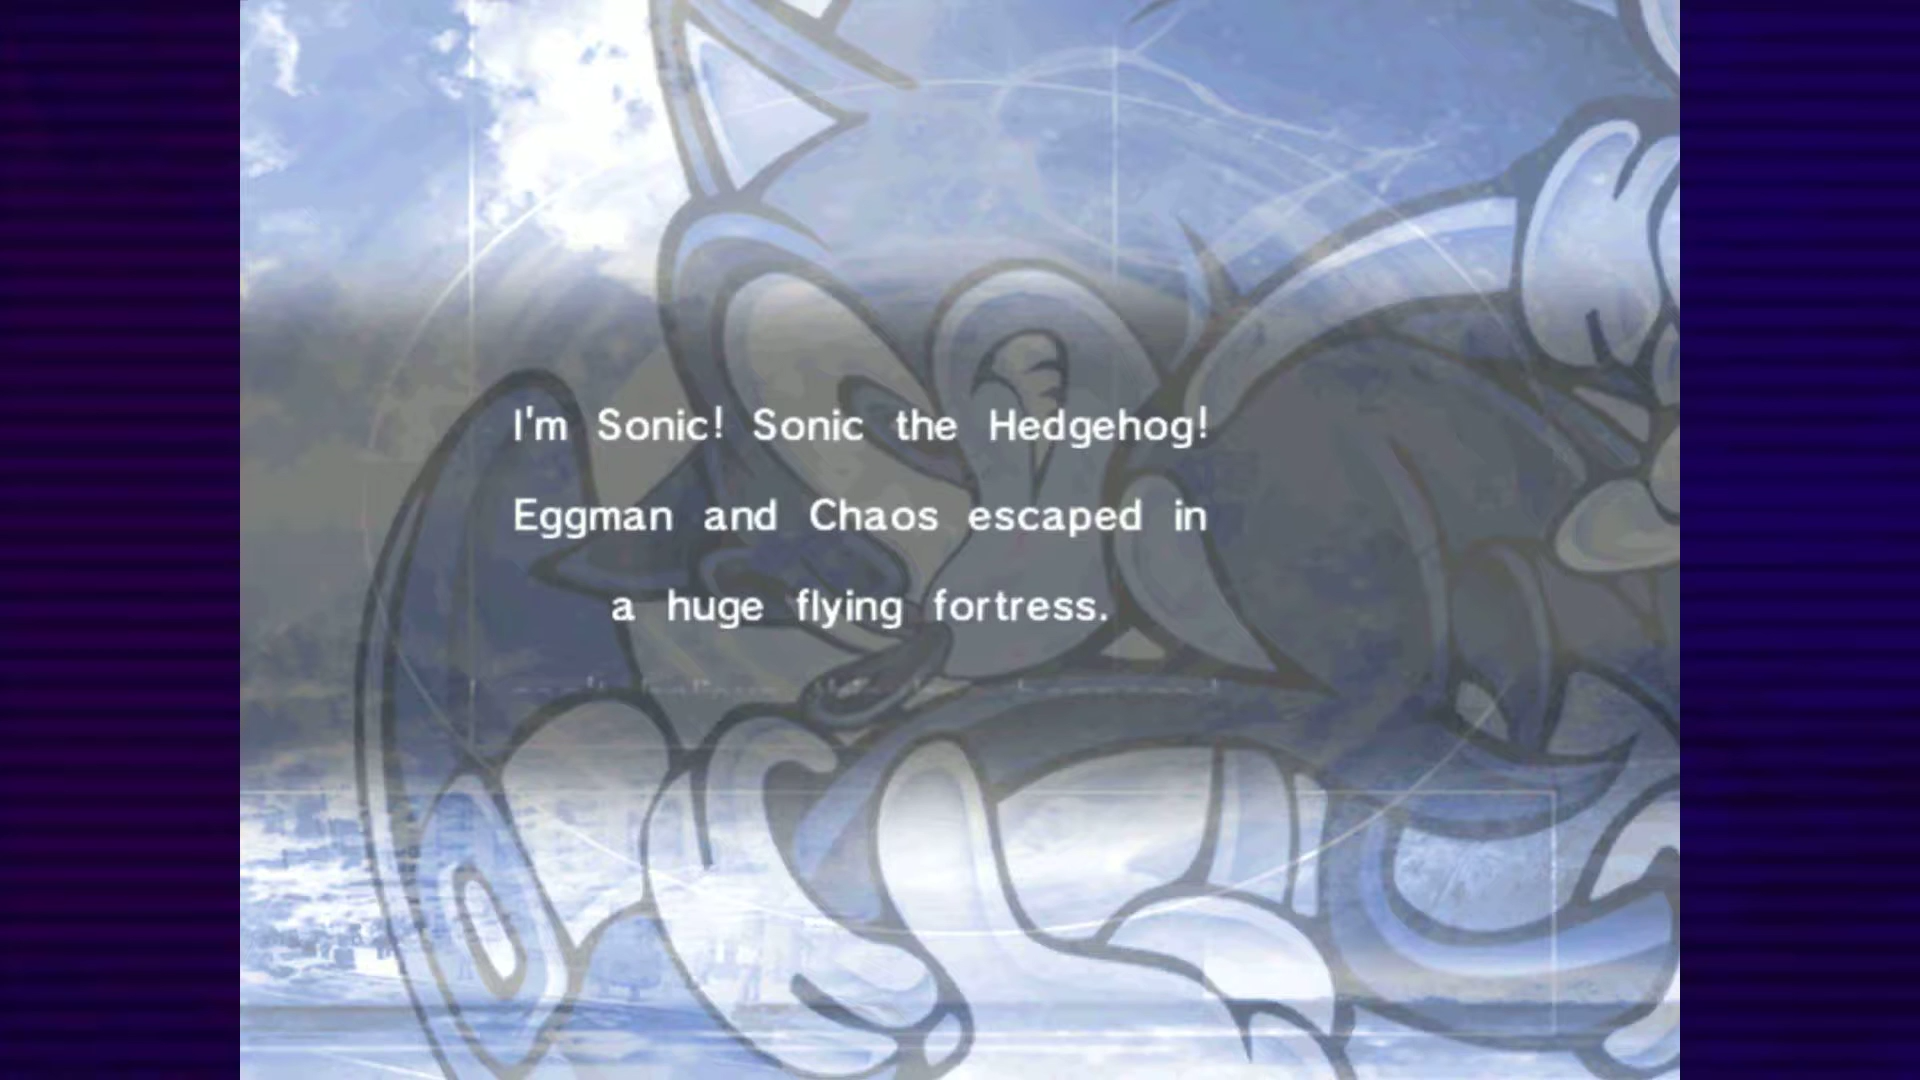 I'm Sonic! Sonic the Hedgehog!
Eggman and Chaos escaped in
a huge flying fortress.